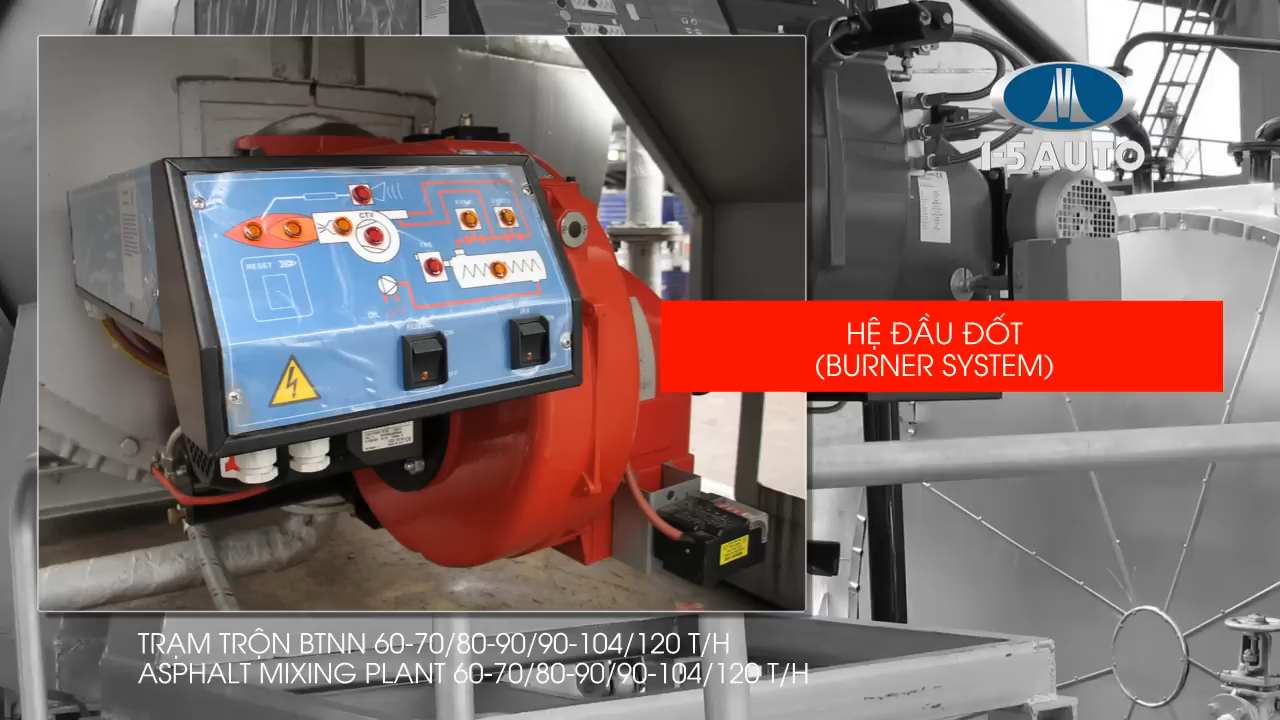 I-5 AUTO
CTV
RESET
HỆ ĐẦU ĐỐT
(BURNER SYSTEM)
TRẠM TRỘN BTNN 60-70/80-90/90-104/120 T/H
ASPHALT MIXING PLANT 60-70/80-90/90-104/120 T/H